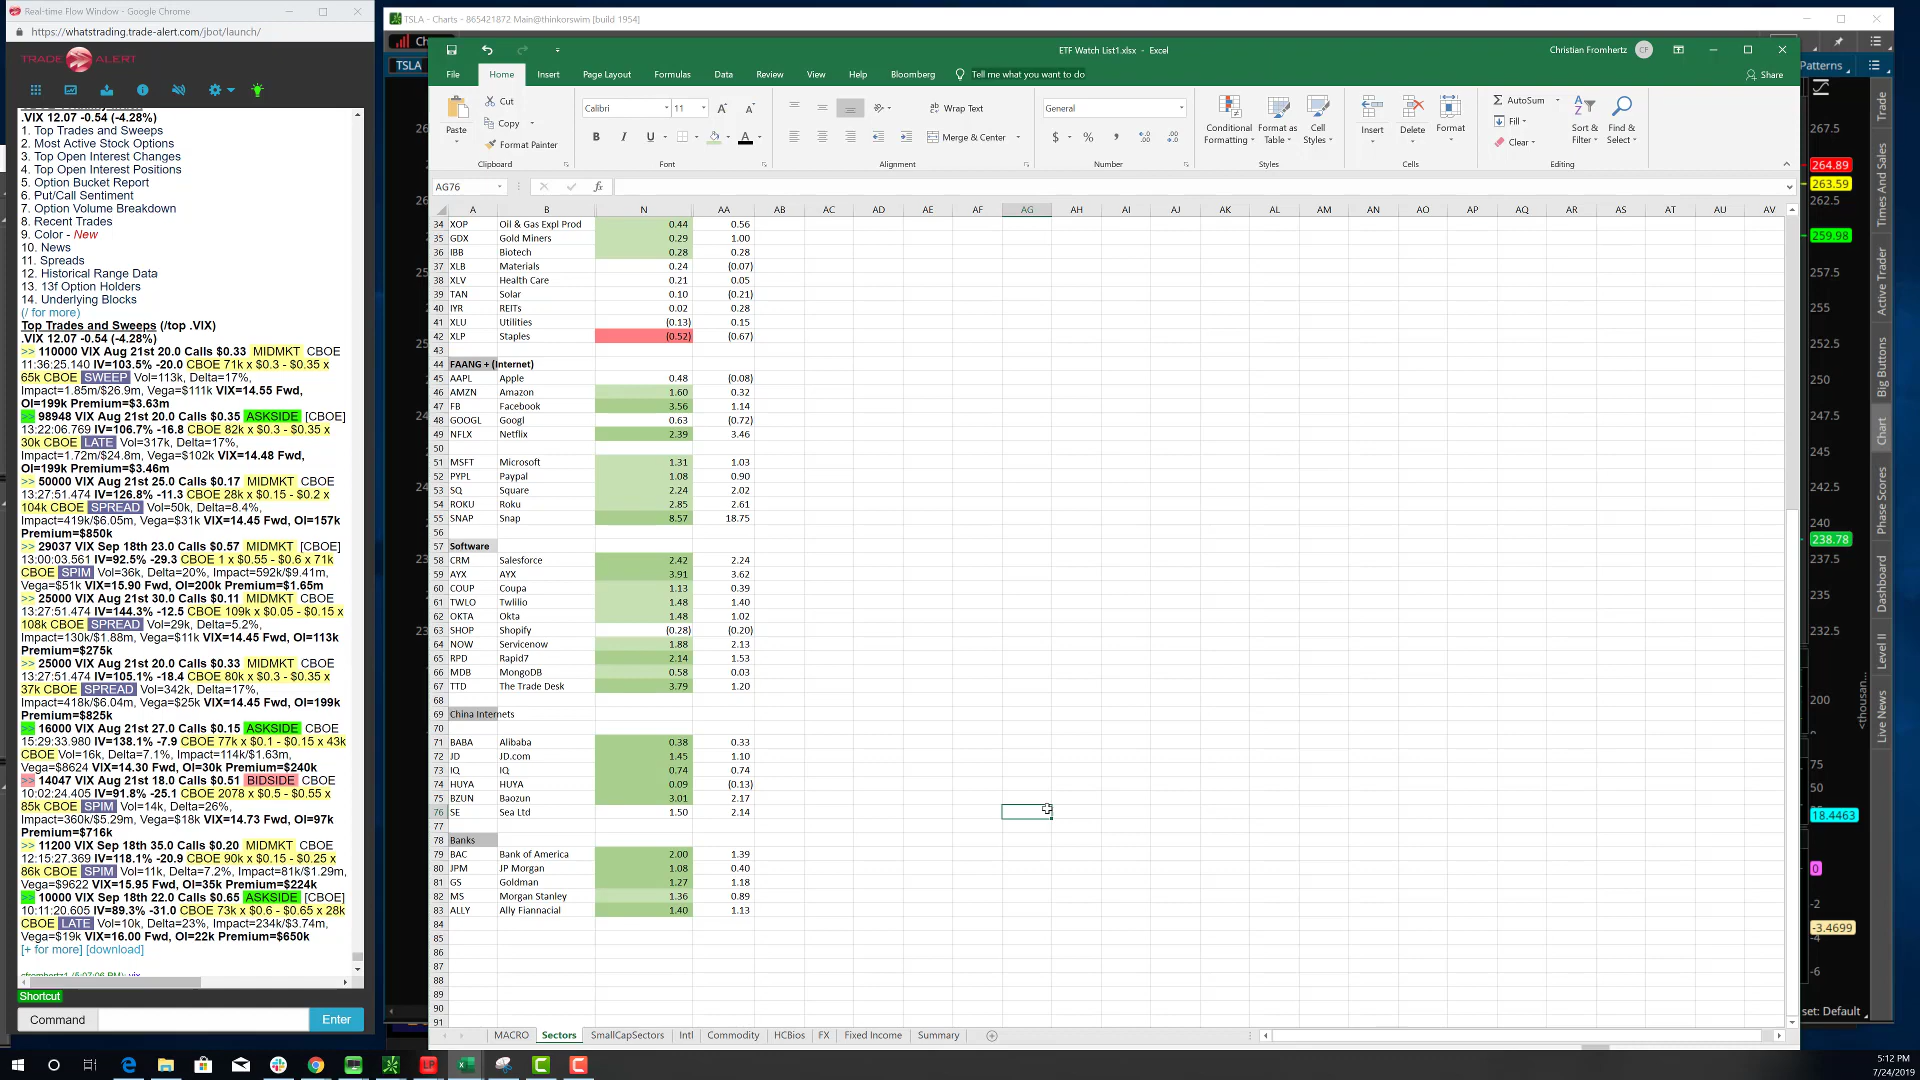 Real-time Flow Window - Google Chrome
https://whatstrading.trade-alert.com/jbot/launch/
TRADE ALERT
.VIX 12.07 -0.54 (-4.28%)
1. Top Trades and Sweeps
2. Most Active Stock Options
3. Top Open Interest Changes
4. Top Open Interest Positions
5. Option Bucket Report
6. Put/Call Sentiment
7. Option Volume Breakdown
8. Recent Trades
9. Color - New
10. News
11. Spreads
12. Historical Range Data
13. 13f Option Holders
14. Underlying Blocks
(/ for more)
Top Trades and Sweeps (/top .VIX)
.VIX 12.07 -0.54 (-4.28%)
>> 110000 VIX Aug 21st 20.0 Calls $0.33 MIDMKT CBOE
11:36:25.140 IV=103.5% -20.0 CBOE 71k x $0.3 - $0.35 x
65k CBOE SWEEP Vol=113k, Delta=17%,
Impact=1.85m/$26.9m, Vega=$111k VIX=14.55 Fwd,
OI=199k Premium=$3.63m
>> 98948 VIX Aug 21st 20.0 Calls $0.35 ASKSIDE [CBOE]
13:22:06.769 IV=106.7% -16.8 CBOE 82k x $0.3 - $0.35 x
30k CBOE LATE Vol=317k, Delta=17%,
Impact=1.72m/$24.8m, Vega=$102k VIX=14.48 Fwd,
OI=199k Premium=$3.46m
>> 50000 VIX Aug 21st 25.0 Calls $0.17 MIDMKT CBOE
13:27:51.474 IV=126.8% -11.3 CBOE 28k x $0.15 - $0.2 x
104k CBOE SPREAD Vol=50k, Delta=8.4%,
Impact=419k/$6.05m, Vega=$31k VIX=14.45 Fwd, OI=157k
Premium=$850k
>> 29037 VIX Sep 18th 23.0 Calls $0.57 MIDMKT [CBOE]
13:00:03.561 IV=92.5% -29.3 CBOE 1 x $0.55 - $0.6 x 71k
CBOE SPIM Vol=36k, Delta=20%, Impact=592k/$9.41m,
Vega=$51k VIX=15.90 Fwd, OI=200k Premium=$1.65m
>> 25000 VIX Aug 21st 30.0 Calls $0.11 MIDMKT CBOE
13:27:51.474 IV=144.3% -12.5 CBOE 109k x $0.05 - $0.15 x
108k CBOE SPREAD Vol=29k, Delta=5.2%,
Impact=130k/$1.88m, Vega=$11k VIX=14.45 Fwd, OI=113k
Premium=$275k
>> 25000 VIX Aug 21st 20.0 Calls $0.33 MIDMKT CBOE
13:27:51.474 IV=105.1% -18.4 CBOE 80k x $0.3 - $0.35 x
37k CBOE SPREAD Vol=342k, Delta=17%,
Impact=418k/$6.04m, Vega=$25k VIX=14.45 Fwd, OI=199k
Premium=$825k
>> 16000 VIX Aug 21st 27.0 Calls $0.15 ASKSIDE CBOE
15:29:33.980 IV=138.1% -7.9 CBOE 77k x $0.1 - $0.15 x 43k
CBOE Vol=16k, Delta=7.1%, Impact=114k/$1.63m,
Vega=$8624 VIX=14.30 Fwd, OI=30k Premium=$240k
>> 14047 VIX Aug 21st 18.0 Calls $0.51 BIDSIDE CBOE
10:02:24.405 IV=91.8% -25.1 CBOE 2078 x $0.5 - $0.55 x
85k CBOE SPIM Vol=14k, Delta=26%,
Impact=360k/$5.29m, Vega=$18k VIX=14.73 Fwd, OI=97k
Premium=$716k
>> 11200 VIX Sep 18th 35.0 Calls $0.20 MIDMKT CBOE
12:15:27.369 IV=118.1% -20.9 CBOE 90k x $0.15 - $0.25 x
86k CBOE SPIM Vol=11k, Delta=7.2%, Impact=81k/$1.29m,
Vega=$9622 VIX=15.95 Fwd, OI=35k Premium=$224k
>> 10000 VIX Sep 18th 22.0 Calls $0.65 ASKSIDE [CBOE]
10:11:20.605 IV=89.3% -31.0 CBOE 73k x $0.6 - $0.65 x 28k
CBOE LATE Vol=10k, Delta=23%, Impact=234k/$3.74m,
Vega=$19k VIX=16.00 Fwd, OI=22k Premium=$650k
[+ for more] [download]
Shortcut
Command Enter
TSLA - Charts - 865421872 Main@thinkorswim [build 1954]
TSLA
ETF Watch List1.xlsx - Excel
Christian Fromhertz CF
File Home Insert Page Layout Formulas Data Review View Help Bloomberg Tell me what you want to do Share
Paste Cut Copy Format Painter Clipboard
Calibri 11 B I U Font
Wrap Text Merge & Center Alignment
General $ % , Number
Conditional Formatting Format as Table Cell Styles Styles
Insert Delete Format Cells
AutoSum Fill Clear Sort & Filter Find & Select Editing
AG76 fx
A B N AA AB AC AD AE AF AG AH AI AJ AK AL AM AN AO AP AQ AR AS AT AU AV
34 XOP Oil & Gas Expl Prod 0.44 0.56
35 GDX Gold Miners 0.29 1.00
36 IBB Biotech 0.28 0.28
37 XLB Materials 0.24 (0.07)
38 XLV Health Care 0.21 0.05
39 TAN Solar 0.10 (0.21)
40 IYR REITs 0.02 0.28
41 XLU Utilities (0.13) 0.15
42 XLP Staples (0.52) (0.67)
43
44 FAANG + (Internet)
45 AAPL Apple 0.48 (0.08)
46 AMZN Amazon 1.60 0.32
47 FB Facebook 3.56 1.14
48 GOOGL Googl 0.63 (0.72)
49 NFLX Netflix 2.39 3.46
50
51 MSFT Microsoft 1.31 1.03
52 PYPL Paypal 1.08 0.90
53 SQ Square 2.24 2.02
54 ROKU Roku 2.85 2.61
55 SNAP Snap 8.57 18.75
56
57 Software
58 CRM Salesforce 2.42 2.24
59 AYX AYX 3.91 3.62
60 COUP Coupa 1.13 0.39
61 TWLO Twlilio 1.48 1.40
62 OKTA Okta 1.48 1.02
63 SHOP Shopify (0.28) (0.20)
64 NOW Servicenow 1.88 2.13
65 RPD Rapid7 2.14 1.53
66 MDB MongoDB 0.58 0.03
67 TTD The Trade Desk 3.79 1.20
68
69 China Internets
70
71 BABA Alibaba 0.38 0.33
72 JD JD.com 1.45 1.10
73 IQ IQ 0.74 0.74
74 HUYA HUYA 0.09 (0.13)
75 BZUN Baozun 3.01 2.17
76 SE Sea Ltd 1.50 2.14
77
78 Banks
79 BAC Bank of America 2.00 1.39
80 JPM JP Morgan 1.08 0.40
81 GS Goldman 1.27 1.18
82 MS Morgan Stanley 1.36 0.89
83 ALLY Ally Fiannacial 1.40 1.13
84
85
86
87
88
89
90
91
MACRO Sectors SmallCapSectors Intl Commodity HCBios FX Fixed Income Summary
Patterns
267.5
264.89
263.59
262.5
259.98
257.5
255
252.5
250
247.5
245
242.5
240
238.78
237.5
235
232.5
200
<thousan...
75
50
18.4463
0
-2
-3.4699
-4
-6
set: Default
Trade
Times And Sales
Active Trader
Big Buttons
Chart
Phase Scores
Dashboard
Level II
Live News
5:12 PM
7/24/2019